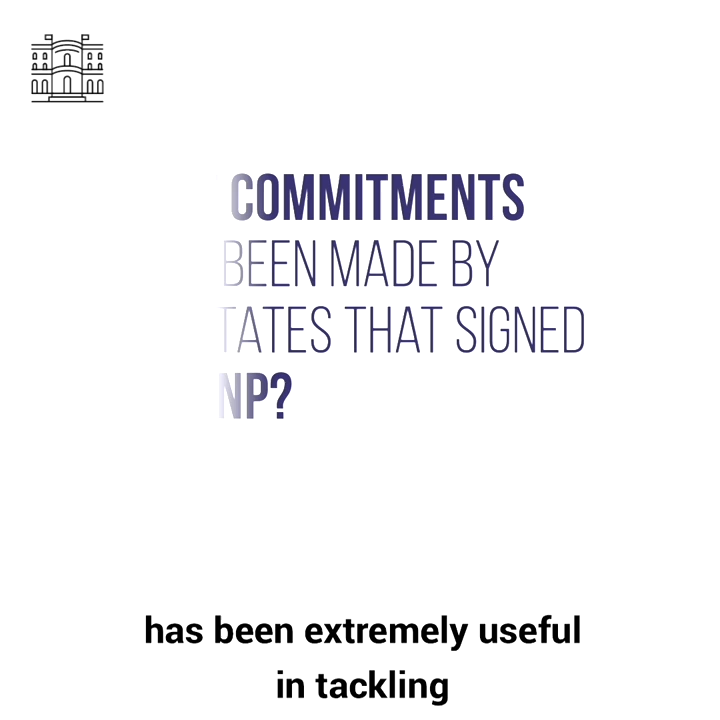 COMMITMENTS
BEEN MADE BY
TATES THAT SIGNED
NP?
has been extremely useful
in tackling